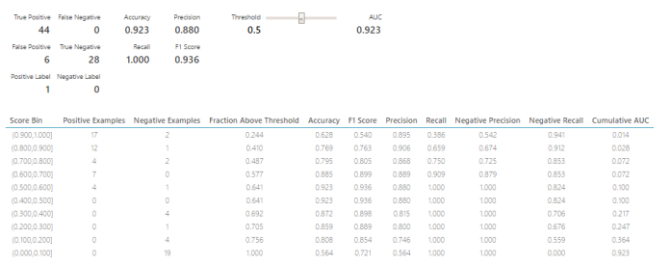 True Positive False Negative Accuracy Precision Threshold AUC
44 0 0.923 0.880 0.5 0.923
False Positive True Negative Recall F1 Score
6 28 1.000 0.936
Positive Label Negative Label
1 0
Score Bin Positive Examples Negative Examples Fraction Above Threshold Accuracy F1 Score Precision Recall Negative Precision Negative Recall Cumulative AUC
(0.900,1.000] 17 2 0.244 0.628 0.540 0.895 0.386 0.542 0.941 0.014
(0.800,0.900] 12 1 0.410 0.769 0.763 0.906 0.659 0.674 0.912 0.028
(0.700,0.800] 4 2 0.487 0.795 0.805 0.868 0.750 0.725 0.853 0.072
(0.600,0.700] 7 0 0.577 0.885 0.899 0.889 0.909 0.879 0.853 0.072
(0.500,0.600] 4 1 0.641 0.923 0.936 0.880 1.000 1.000 0.824 0.100
(0.400,0.500] 0 0 0.641 0.923 0.936 0.880 1.000 1.000 0.824 0.100
(0.300,0.400] 0 4 0.692 0.872 0.898 0.815 1.000 1.000 0.706 0.217
(0.200,0.300] 0 1 0.705 0.859 0.889 0.800 1.000 1.000 0.676 0.247
(0.100,0.200] 0 4 0.756 0.808 0.854 0.746 1.000 1.000 0.559 0.364
(0.000,0.100] 0 19 1.000 0.564 0.721 0.564 1.000 1.000 0.000 0.923